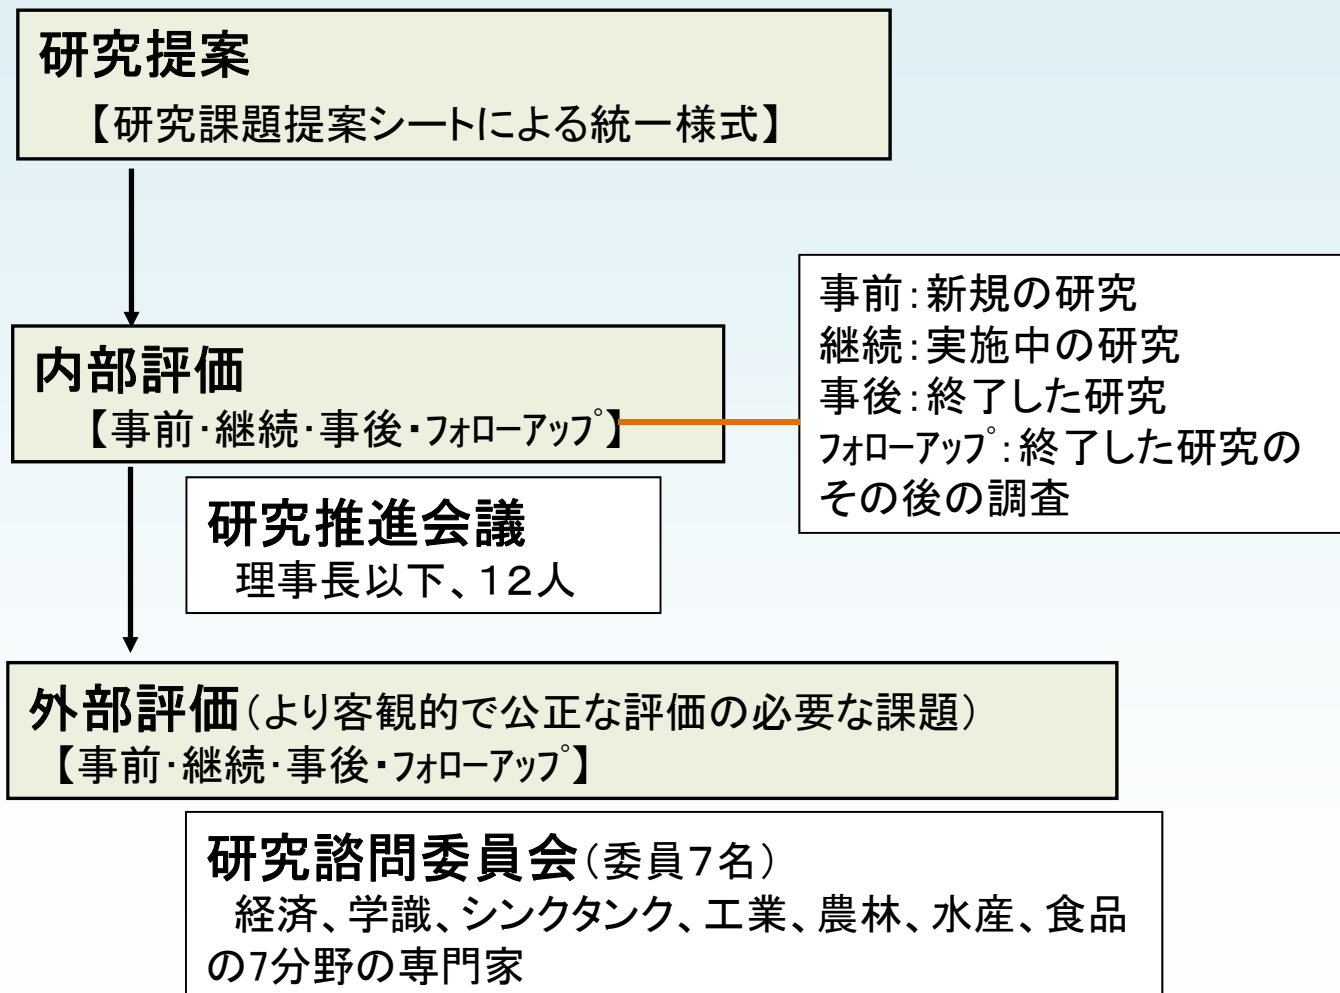 研究提案
【研究課題提案シートによる統一様式】
事前：新規の研究
継続：実施中の研究
事後：終了した研究
フォローアップ：終了した研究の
その後の調査
内部評価
【事前・継続・事後・フォローアップ】
研究推進会議
理事長以下、１２人
外部評価（より客観的で公正な評価の必要な課題）
【事前・継続・事後・フォローアップ】
研究諮問委員会（委員７名）
経済、学識、シンクタンク、工業、農林、水産、食品
の7分野の専門家